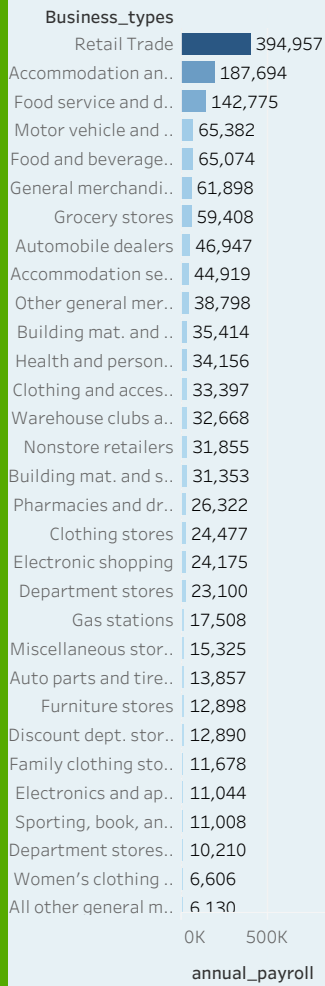 Business_types
Retail Trade 394,957
Accommodation an.. 187,694
Food service and d.. 142,775
Motor vehicle and .. 65,382
Food and beverage.. 65,074
General merchandi.. 61,898
Grocery stores 59,408
Automobile dealers 46,947
Accommodation se.. 44,919
Other general mer.. 38,798
Building mat. and .. 35,414
Health and person.. 34,156
Clothing and acces.. 33,397
Warehouse clubs a.. 32,668
Nonstore retailers 31,855
Building mat. and s.. 31,353
Pharmacies and dr.. 26,322
Clothing stores 24,477
Electronic shopping 24,175
Department stores 23,100
Gas stations 17,508
Miscellaneous stor.. 15,325
Auto parts and tire.. 13,857
Furniture stores 12,898
Discount dept. stor.. 12,890
Family clothing sto.. 11,678
Electronics and ap.. 11,044
Sporting, book, an.. 11,008
Department stores.. 10,210
Women's clothing .. 6,606
All other general m.. 6,130
0K 500K
annual_payroll